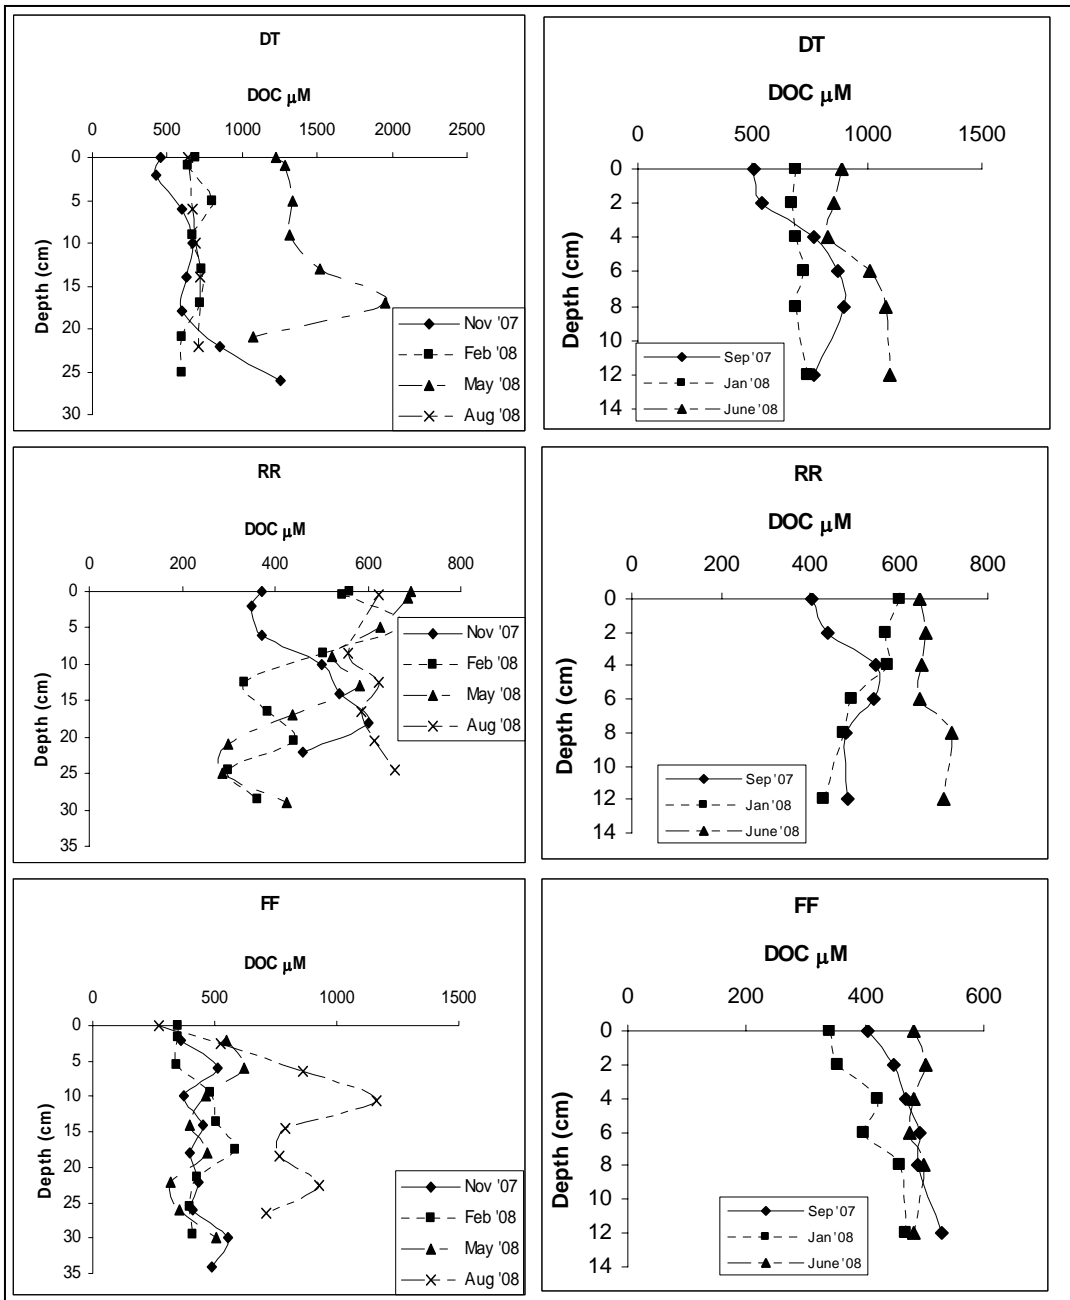 DT
DOC μM
0 500 1000 1500 2000 2500
0
5
10
15
20
25
30
Depth (cm)
Nov '07
Feb '08
May '08
Aug '08
DT
DOC μM
0 500 1000 1500
0
2
4
6
8
10
12
14
Depth (cm)
Sep'07
Jan'08
June'08
RR
DOC μM
0 200 400 600 800
0
5
10
15
20
25
30
35
Depth (cm)
Nov '07
Feb '08
May '08
Aug '08
RR
DOC μM
0 200 400 600 800
0
2
4
6
8
10
12
14
Depth (cm)
Sep'07
Jan'08
June'08
FF
DOC μM
0 500 1000 1500
0
5
10
15
20
25
30
35
Depth (cm)
Nov '07
Feb '08
May '08
Aug '08
FF
DOC μM
0 200 400 600
0
2
4
6
8
10
12
14
Depth (cm)
Sep'07
Jan'08
June'08